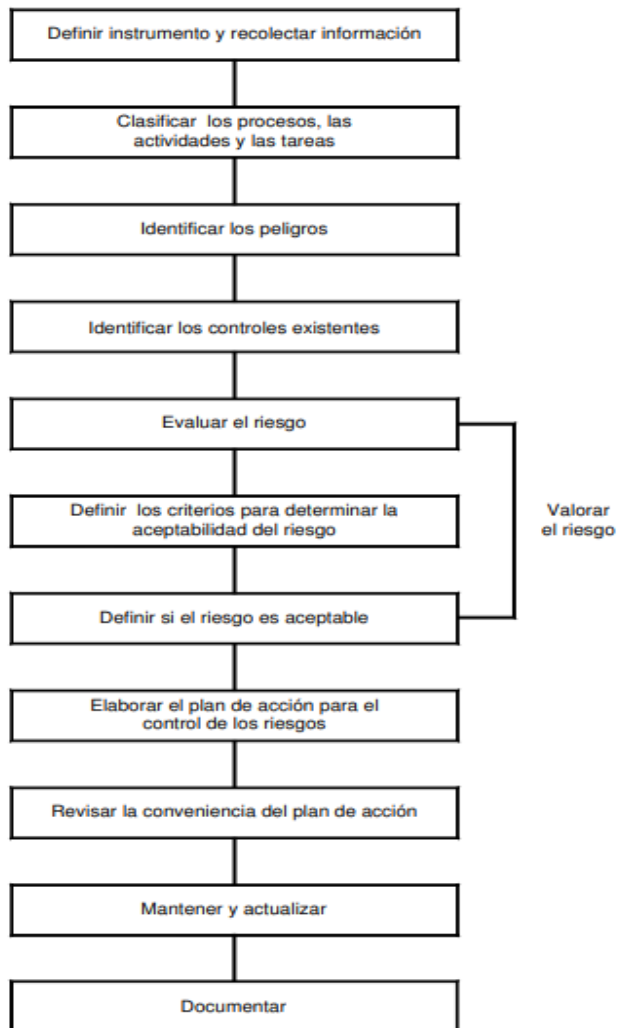 Definir instrumento y recolectar información
Clasificar los procesos, las
actividades y las tareas
Identificar los peligros
Identificar los controles existentes
Evaluar el riesgo
Definir los criterios para determinar la
aceptabilidad del riesgo
Valorar
el riesgo
Definir si el riesgo es aceptable
Elaborar el plan de acción para el
control de los riesgos
Revisar la conveniencia del plan de acción
Mantener y actualizar
Documentar